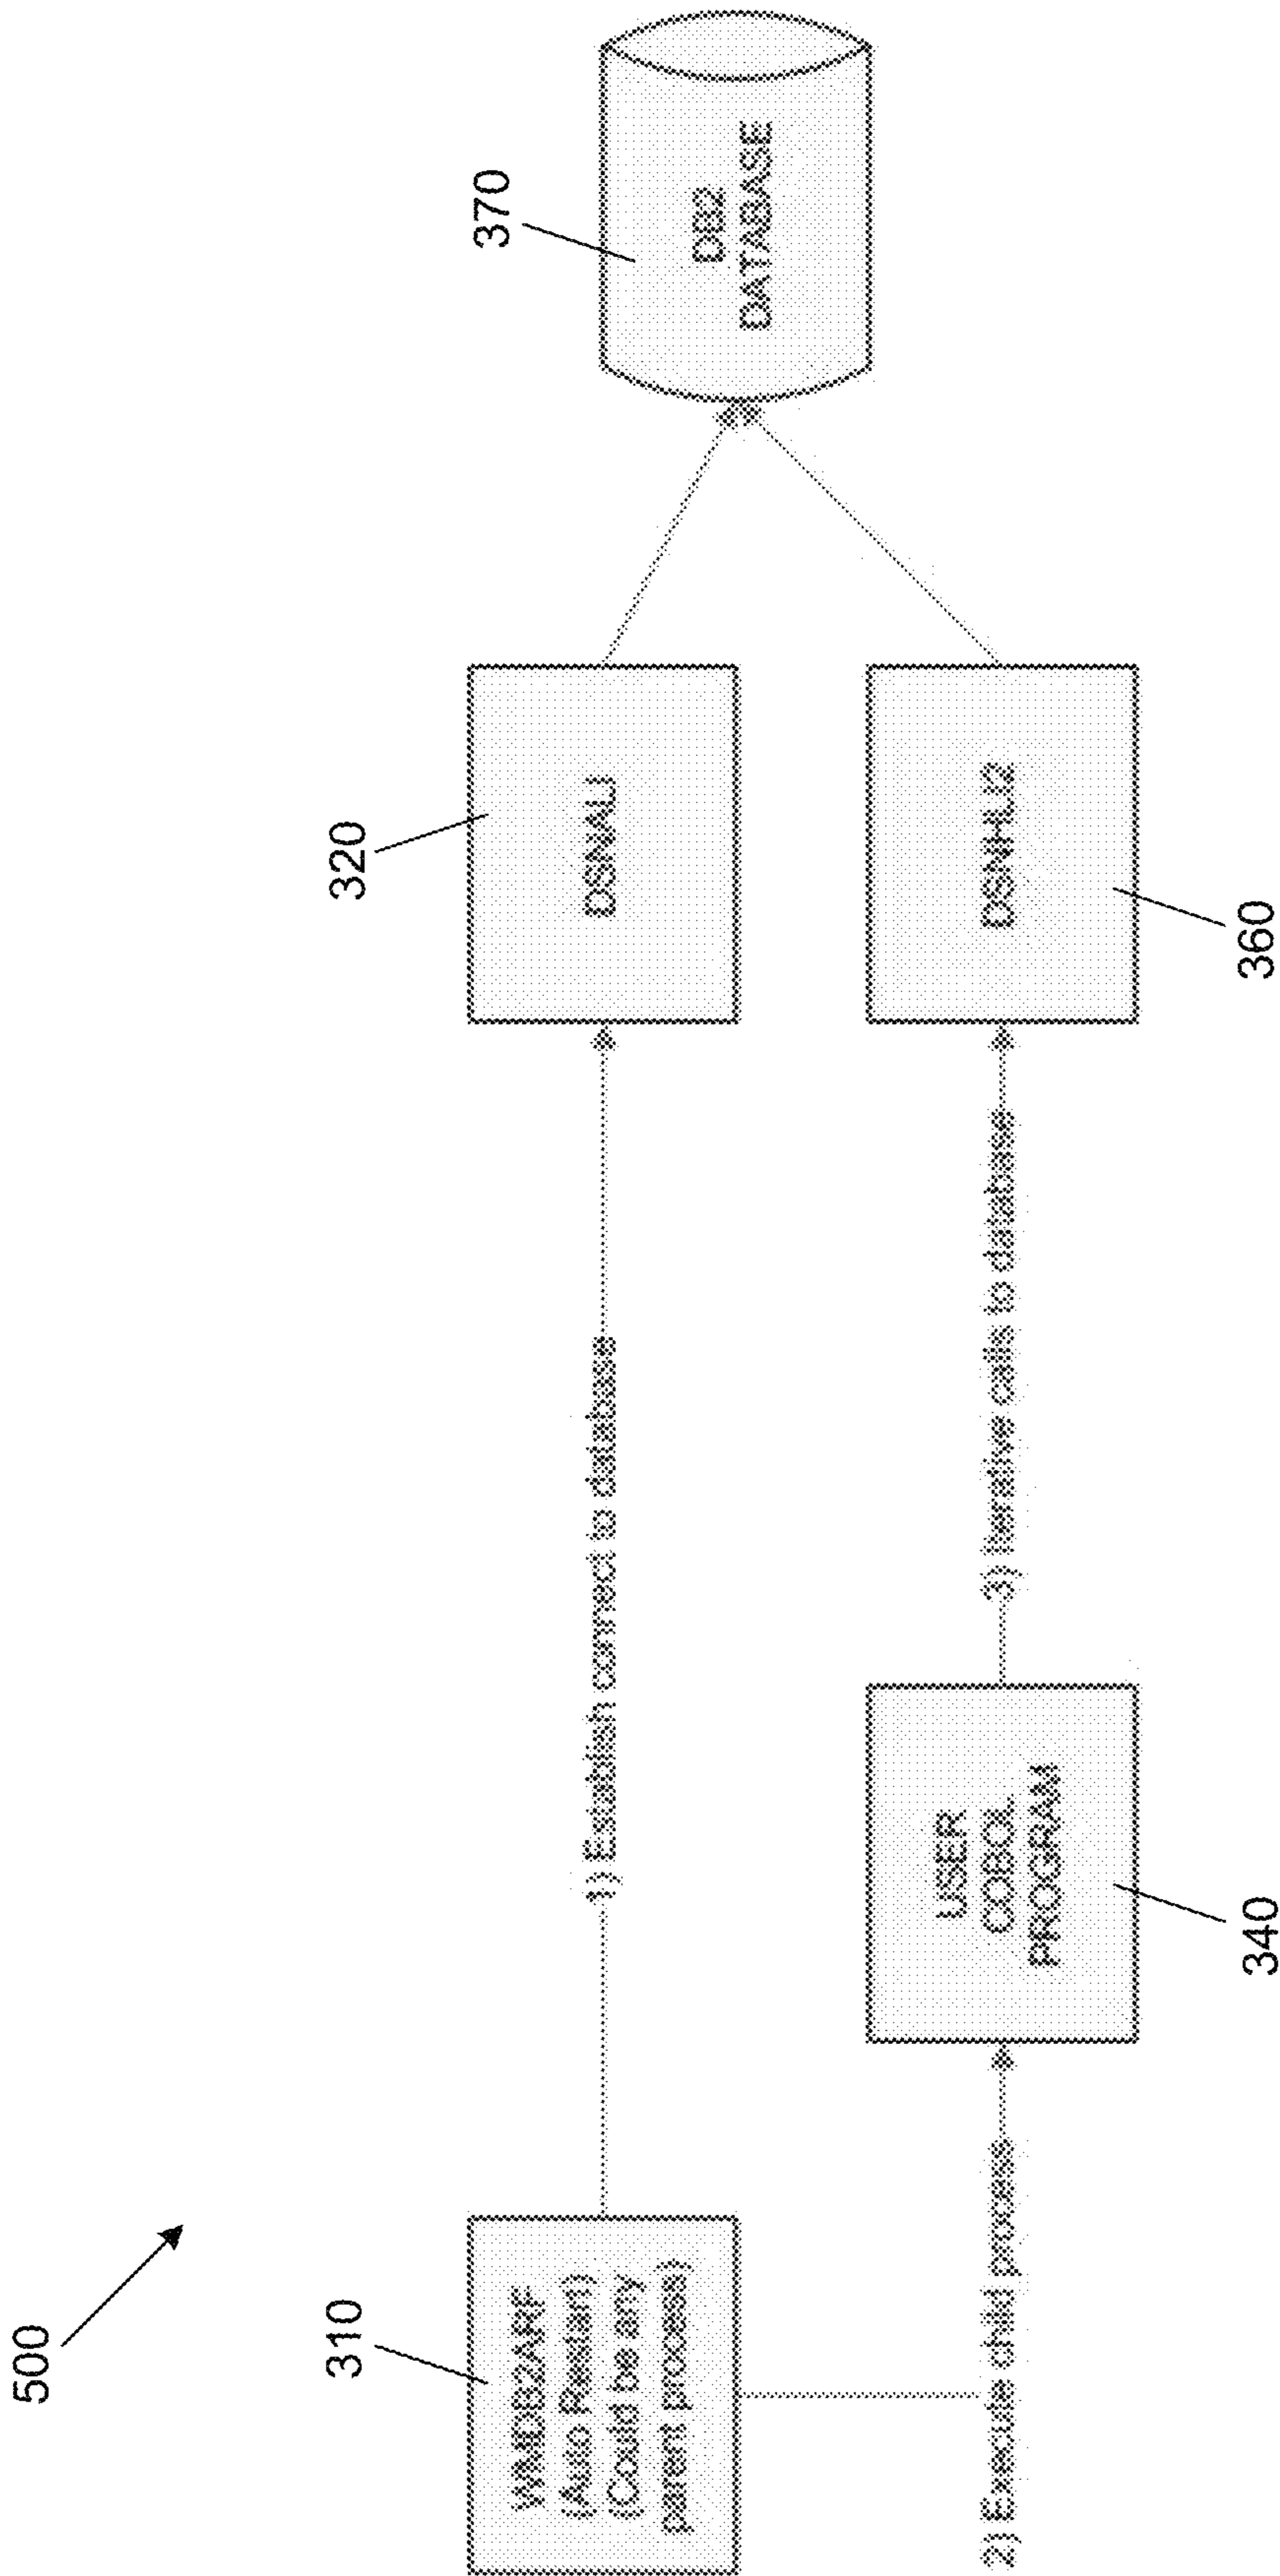 500
310
WMDB2ARF
(Auto Restart)
(Could be any
parent process)
1) Establish connect to database
320
DSNALI
370
DB2
DATABASE
2) Execute child process
USER
COBOL
PROGRAM
340
3) Iterative calls to database
DSNHLI2
360